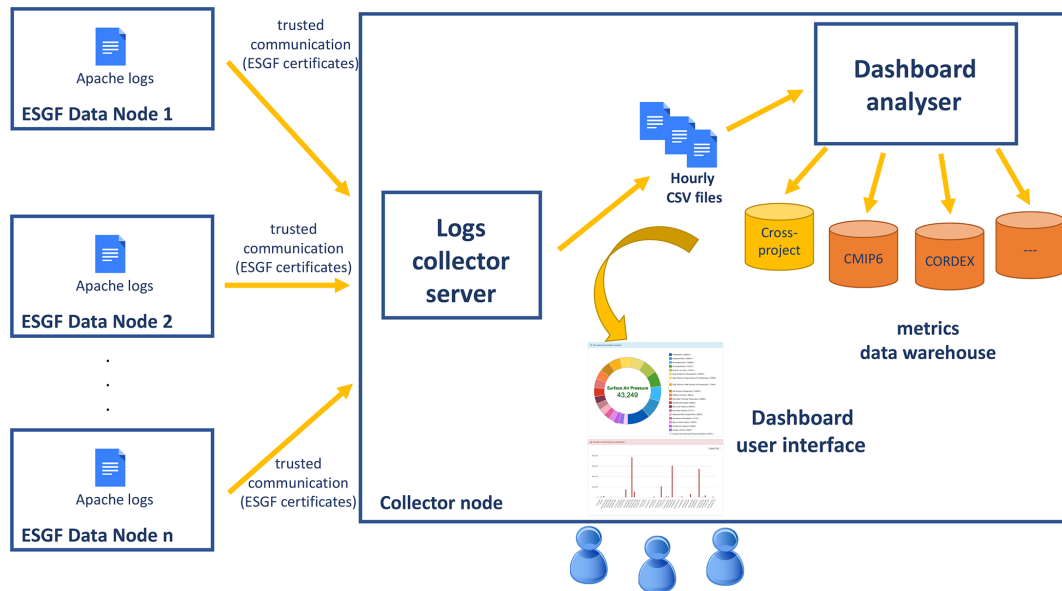 Apache logs
ESGF Data Node 1
trusted
communication
(ESGF certificates)
Apache logs
ESGF Data Node 2
trusted
communication
(ESGF certificates)
.
.
.
Apache logs
ESGF Data Node n
trusted
communication
(ESGF certificates)
Logs
collector
server
Hourly
CSV files
Dashboard
analyser
Cross-
project
CMIP6
CORDEX
---
metrics
data warehouse
Surface Air Pressure
43,249
Dashboard
user interface
Collector node